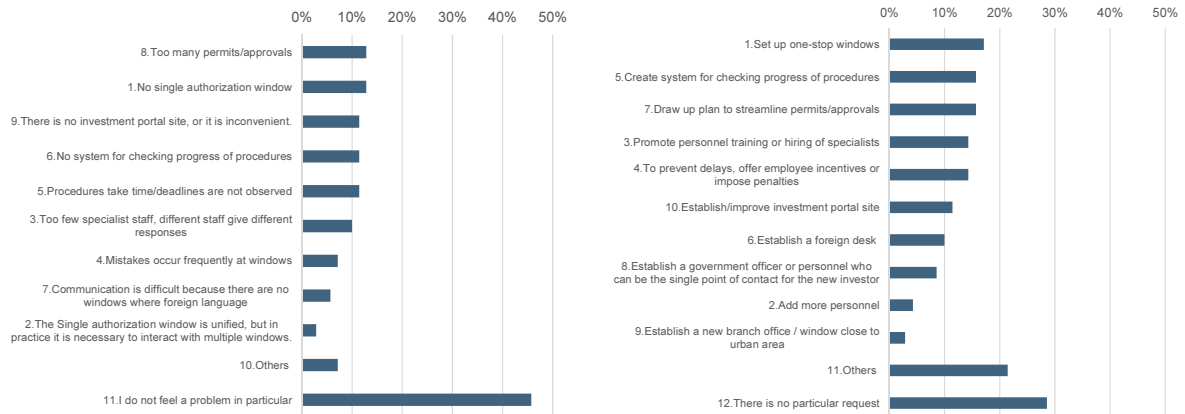 0% 10% 20% 30% 40% 50%
8.Too many permits/approvals
1.No single authorization window
9.There is no investment portal site, or it is inconvenient.
6.No system for checking progress of procedures
5.Procedures take time/deadlines are not observed
3.Too few specialist staff, different staff give different
responses
4.Mistakes occur frequently at windows
7.Communication is difficult because there are no
windows where foreign language
2.The Single authorization window is unified, but in
practice it is necessary to interact with multiple windows.
10.Others
11.I do not feel a problem in particular
0% 10% 20% 30% 40% 50%
1.Set up one-stop windows
5.Create system for checking progress of procedures
7.Draw up plan to streamline permits/approvals
3.Promote personnel training or hiring of specialists
4.To prevent delays, offer employee incentives or
impose penalties
10.Establish/improve investment portal site
6.Establish a foreign desk
8.Establish a government officer or personnel who
can be the single point of contact for the new investor
2.Add more personnel
9.Establish a new branch office / window close to
urban area
11.Others
12.There is no particular request